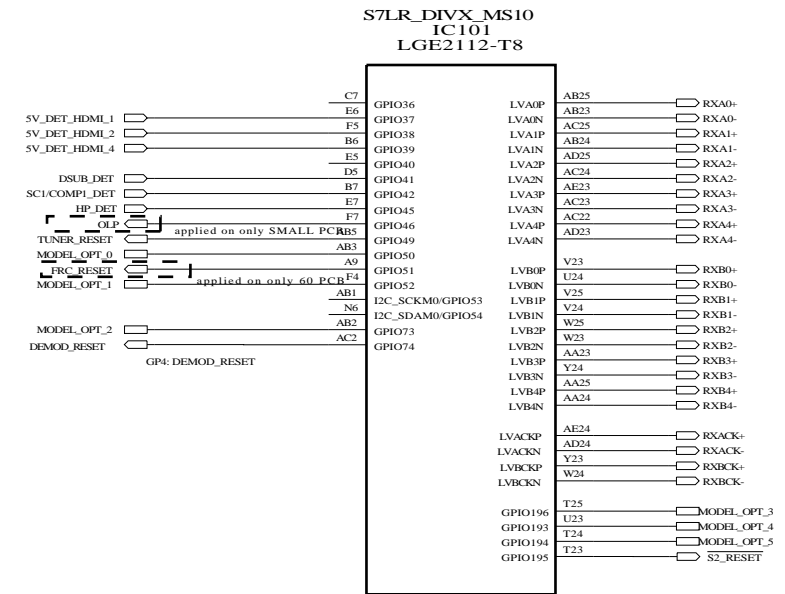 S7LR_DIVX_MS10
IC101
LGE2112-T8
C7 GPIO36
5V_DET_HDMI_1 E6 GPIO37
5V_DET_HDMI_2 F5 GPIO38
5V_DET_HDMI_4 B6 GPIO39
E5 GPIO40
DSUB_DET D5 GPIO41
SC1/COMP1_DET B7 GPIO42
HP_DET E7 GPIO45
OLP F7 GPIO46
applied on only SMALL PCB
TUNER_RESET AB5 GPIO49
MODEL_OPT_0 AB3 GPIO50
FRC_RESET A9 GPIO51
applied on only 60 PCB
MODEL_OPT_1 F4 GPIO52
AB1 I2C_SCKM0/GPIO53
N6 I2C_SDAM0/GPIO54
MODEL_OPT_2 AB2 GPIO73
DEMOD_RESET AC2 GPIO74
GP4: DEMOD_RESET
LVA0P AB25 RXA0+
LVA0N AB23 RXA0-
LVA1P AC25 RXA1+
LVA1N AB24 RXA1-
LVA2P AD25 RXA2+
LVA2N AC24 RXA2-
LVA3P AE23 RXA3+
LVA3N AC23 RXA3-
LVA4P AC22 RXA4+
LVA4N AD23 RXA4-
LVB0P V23 RXB0+
LVB0N U24 RXB0-
LVB1P V25 RXB1+
LVB1N V24 RXB1-
LVB2P W25 RXB2+
LVB2N W23 RXB2-
LVB3P AA23 RXB3+
LVB3N Y24 RXB3-
LVB4P AA25 RXB4+
LVB4N AA24 RXB4-
LVACKP AE24 RXACK+
LVACKN AD24 RXACK-
LVBCKP Y23 RXBCK+
LVBCKN W24 RXBCK-
GPIO196 T25 MODEL_OPT_3
GPIO193 U23 MODEL_OPT_4
GPIO194 T24 MODEL_OPT_5
GPIO195 T23 S2_RESET